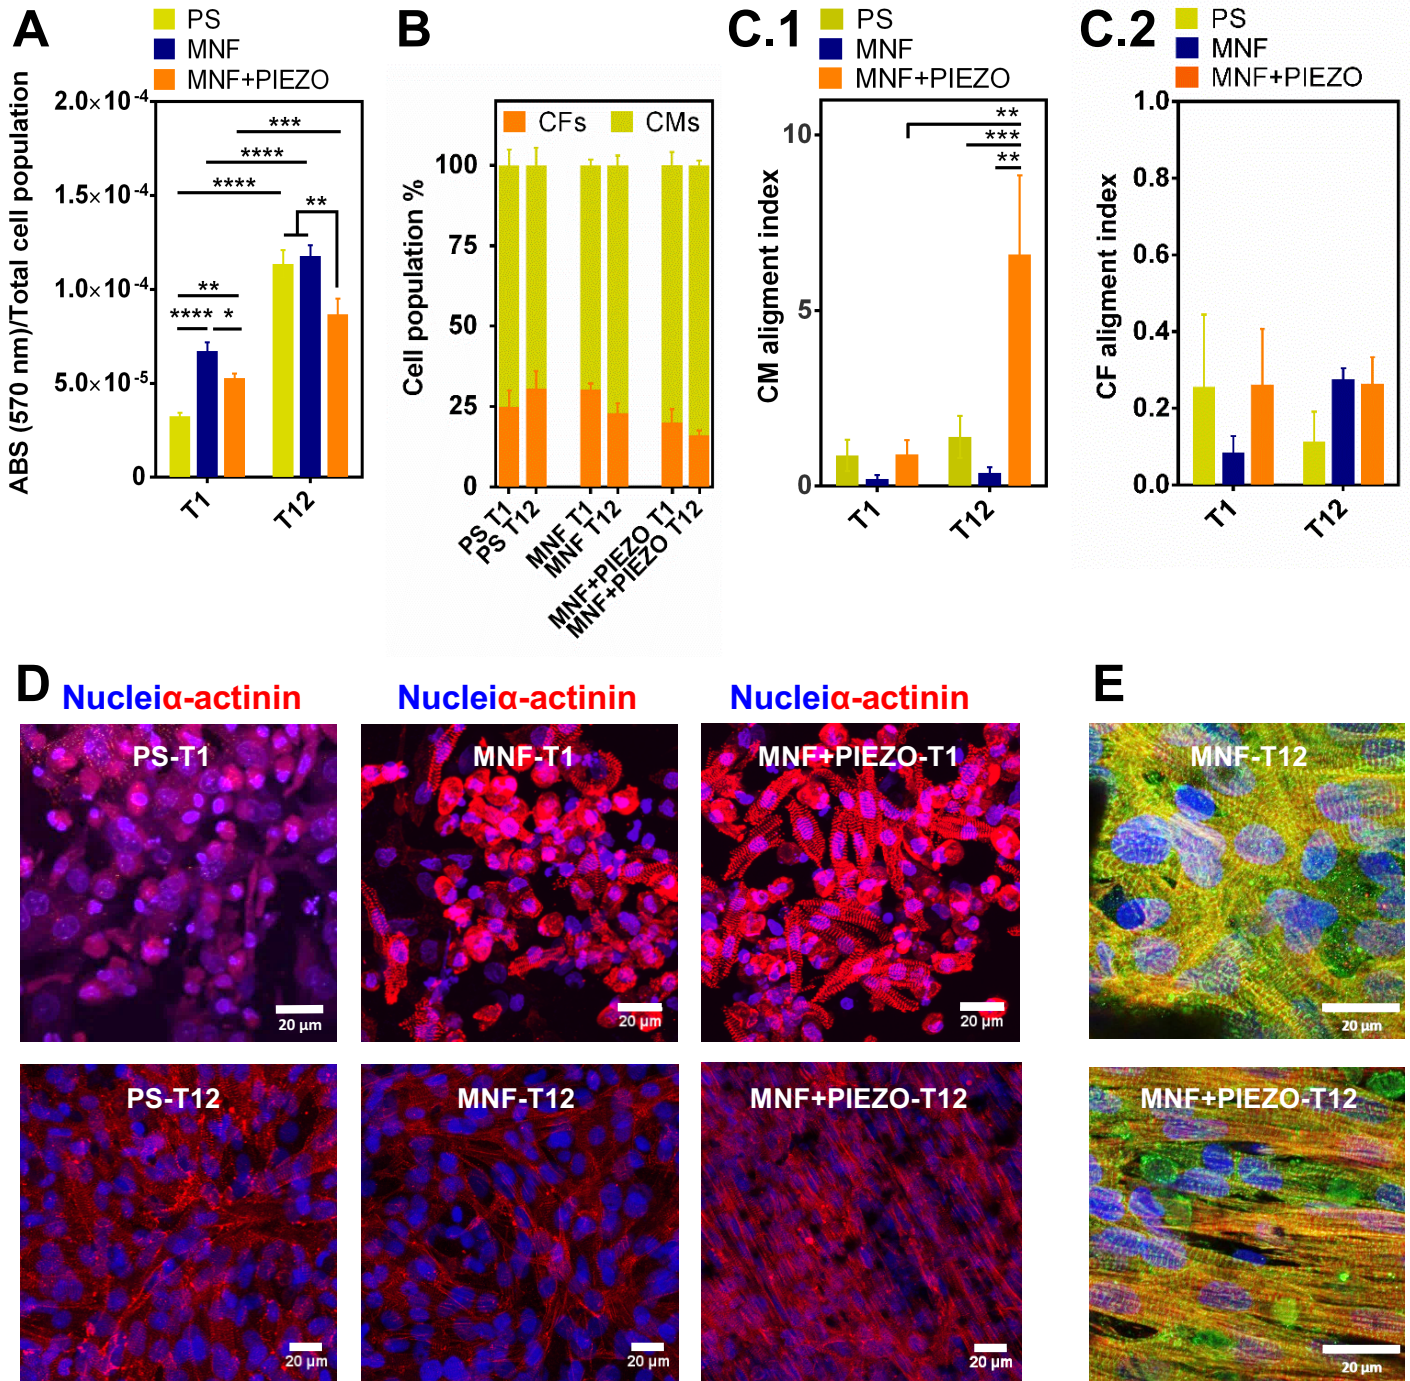 A
PS
MNF
MNF+PIEZO
ABS (570 nm)/Total cell population
2.0×10⁻⁴
1.5×10⁻⁴
1.0×10⁻⁴
5.0×10⁻⁵
0
***
****
****
**
**
**** *
T1 T12
B
CFs CMs
Cell population %
100
75
50
25
0
PS T1
PS T12
MNF T1
MNF T12
MNF+PIEZO T1
MNF+PIEZO T12
C.1
PS
MNF
MNF+PIEZO
CM aligment index
10
5
0
**
***
**
T1 T12
C.2
PS
MNF
MNF+PIEZO
CF aligment index
1.0
0.8
0.6
0.4
0.2
0.0
T1 T12
D
Nucleiα-actinin Nucleiα-actinin Nucleiα-actinin
PS-T1 MNF-T1 MNF+PIEZO-T1
20 µm 20 µm 20 µm
PS-T12 MNF-T12 MNF+PIEZO-T12
20 µm 20 µm 20 µm
E
MNF-T12
20 µm
MNF+PIEZO-T12
20 µm